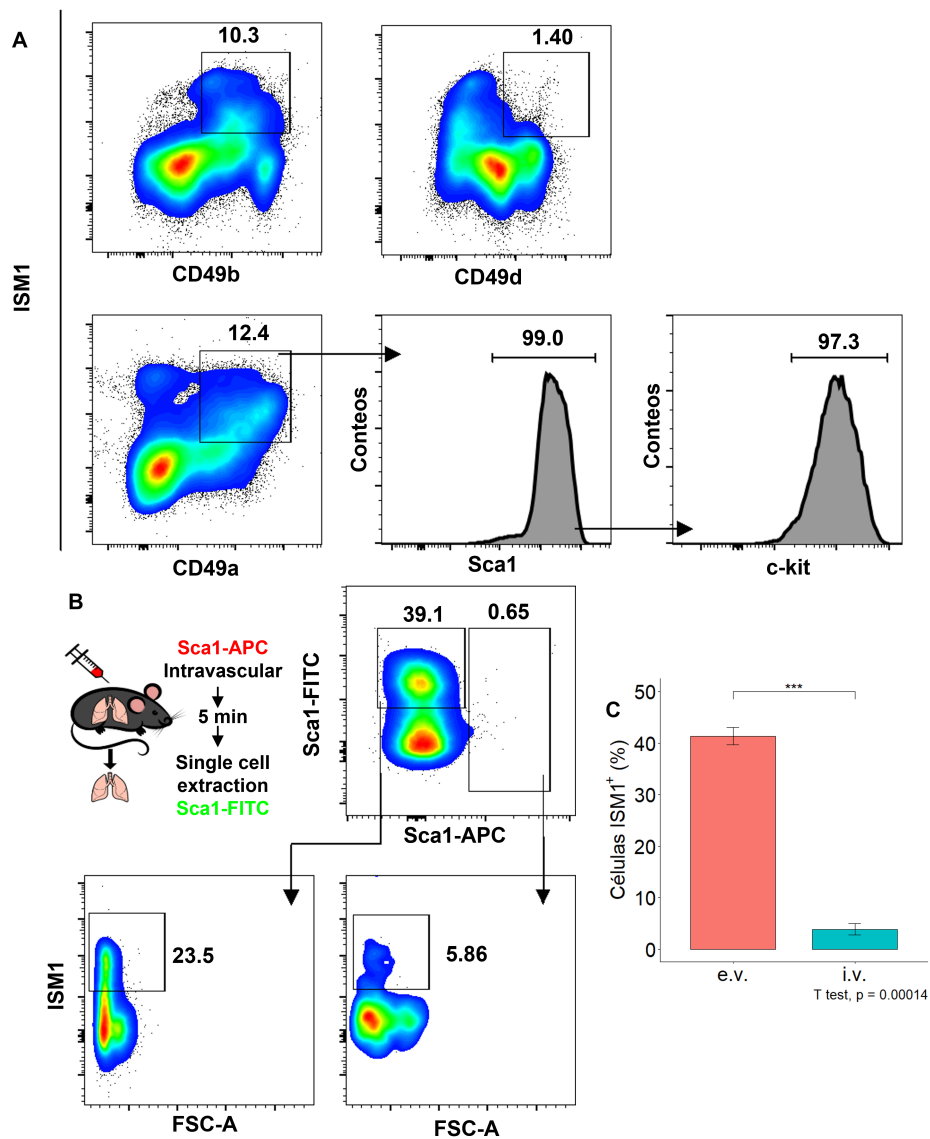 A
10.3
1.40
CD49b
CD49d
ISM1
12.4
99.0
97.3
Conteos
Conteos
CD49a
Sca1
c-kit
B
Sca1-APC
Intravascular
5 min
Single cell
extraction
Sca1-FITC
39.1
0.65
Sca1-FITC
Sca1-APC
C
***
50
40
30
20
10
0
Células ISM1+ (%)
e.v.
i.v.
T test, p = 0.00014
23.5
5.86
ISM1
FSC-A
FSC-A